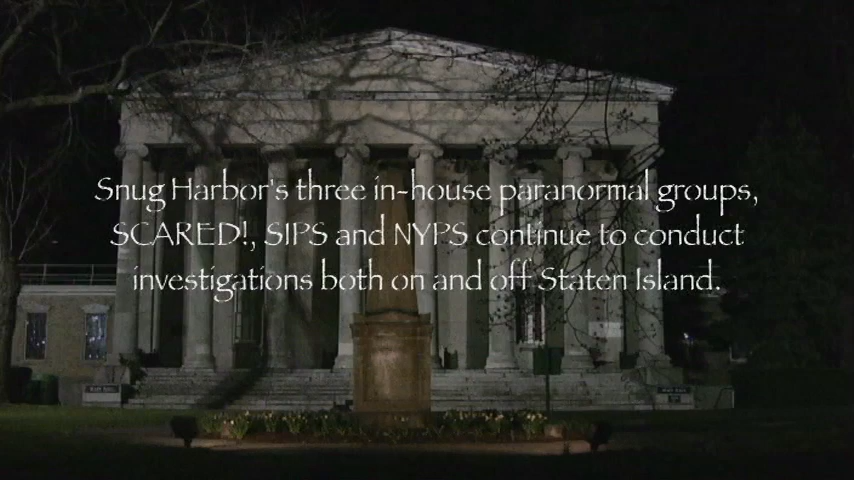 Snug Harbor's three in-house paranormal groups,
SCARED!, SIPS and NYPS continue to conduct
investigations both on and off Staten Island.